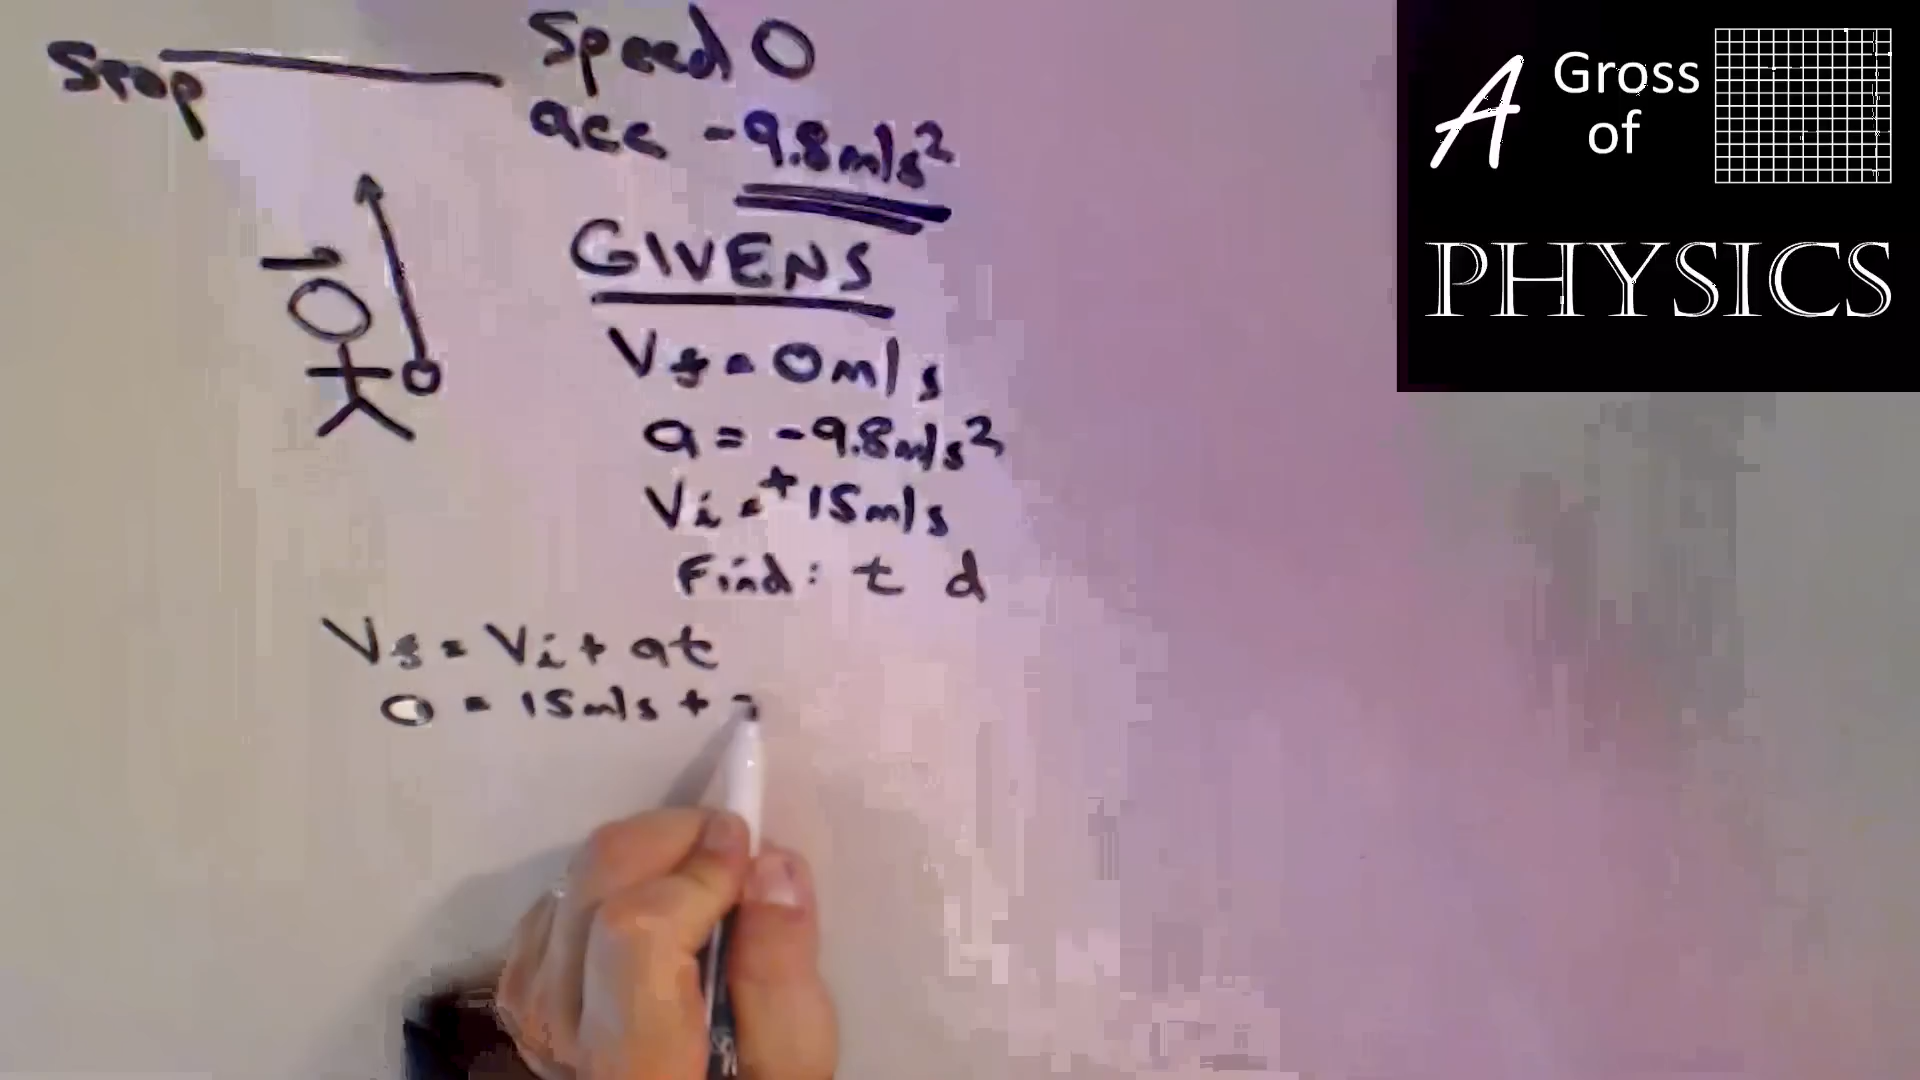 Stop
Speed 0
acc -9.8m/s²
GIVENS
Vf = 0m/s
a = -9.8m/s²
Vi = +15m/s
Find: t d
Vf = Vi + at
0 = 15m/s + -
A Gross of
PHYSICS